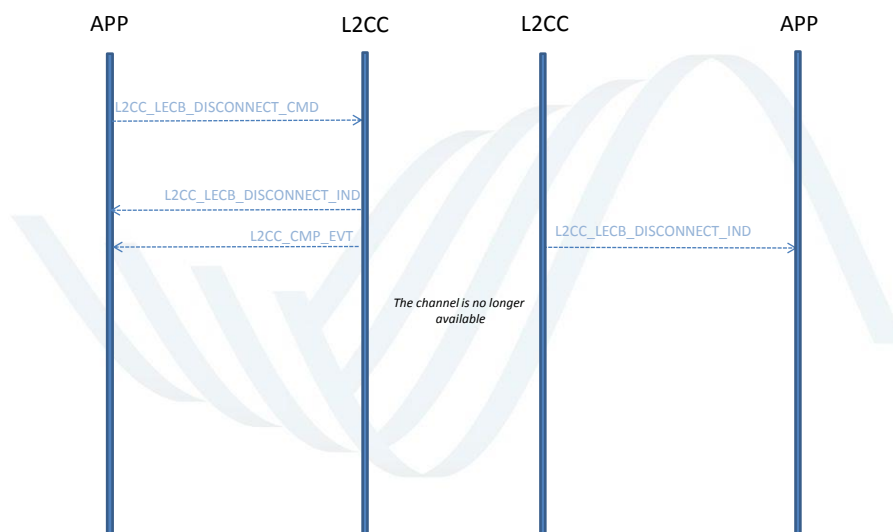 APP
L2CC
L2CC
APP
L2CC_LECB_DISCONNECT_CMD
L2CC_LECB_DISCONNECT_IND
L2CC_CMP_EVT
L2CC_LECB_DISCONNECT_IND
The channel is no longer
available